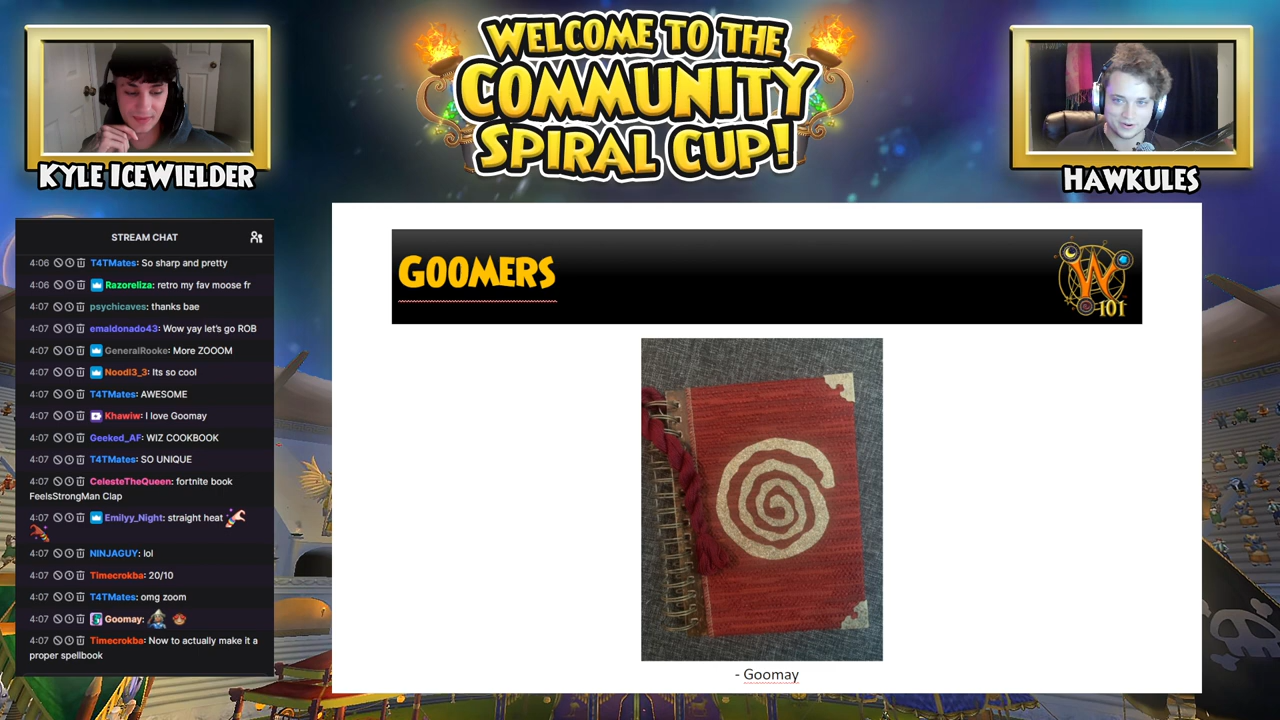 WELCOME TO THE
COMMUNITY
SPIRAL CUP!
KYLE ICEWIELDER
HAWKULES
STREAM CHAT
4:06 T4TMates: So sharp and pretty
4:06 Razoreliza: retro my fav moose fr
4:07 psychicaves: thanks bae
4:07 emaldonado43: Wow yay let's go ROB
4:07 GeneralRooke: More ZOOOM
4:07 Noodl3_3: Its so cool
4:07 T4TMates: AWESOME
4:07 Khawiw: I love Goomay
4:07 Geeked_AF: WIZ COOKBOOK
4:07 T4TMates: SO UNIQUE
4:07 CelesteTheQueen: fortnite book
FeelsStrongMan Clap
4:07 Emilyy_Night: straight heat
4:07 NINJAGUY: lol
4:07 Timecrokba: 20/10
4:07 T4TMates: omg zoom
4:07 Goomay:
4:07 Timecrokba: Now to actually make it a
proper spellbook
GOOMERS
W
101
- Goomay